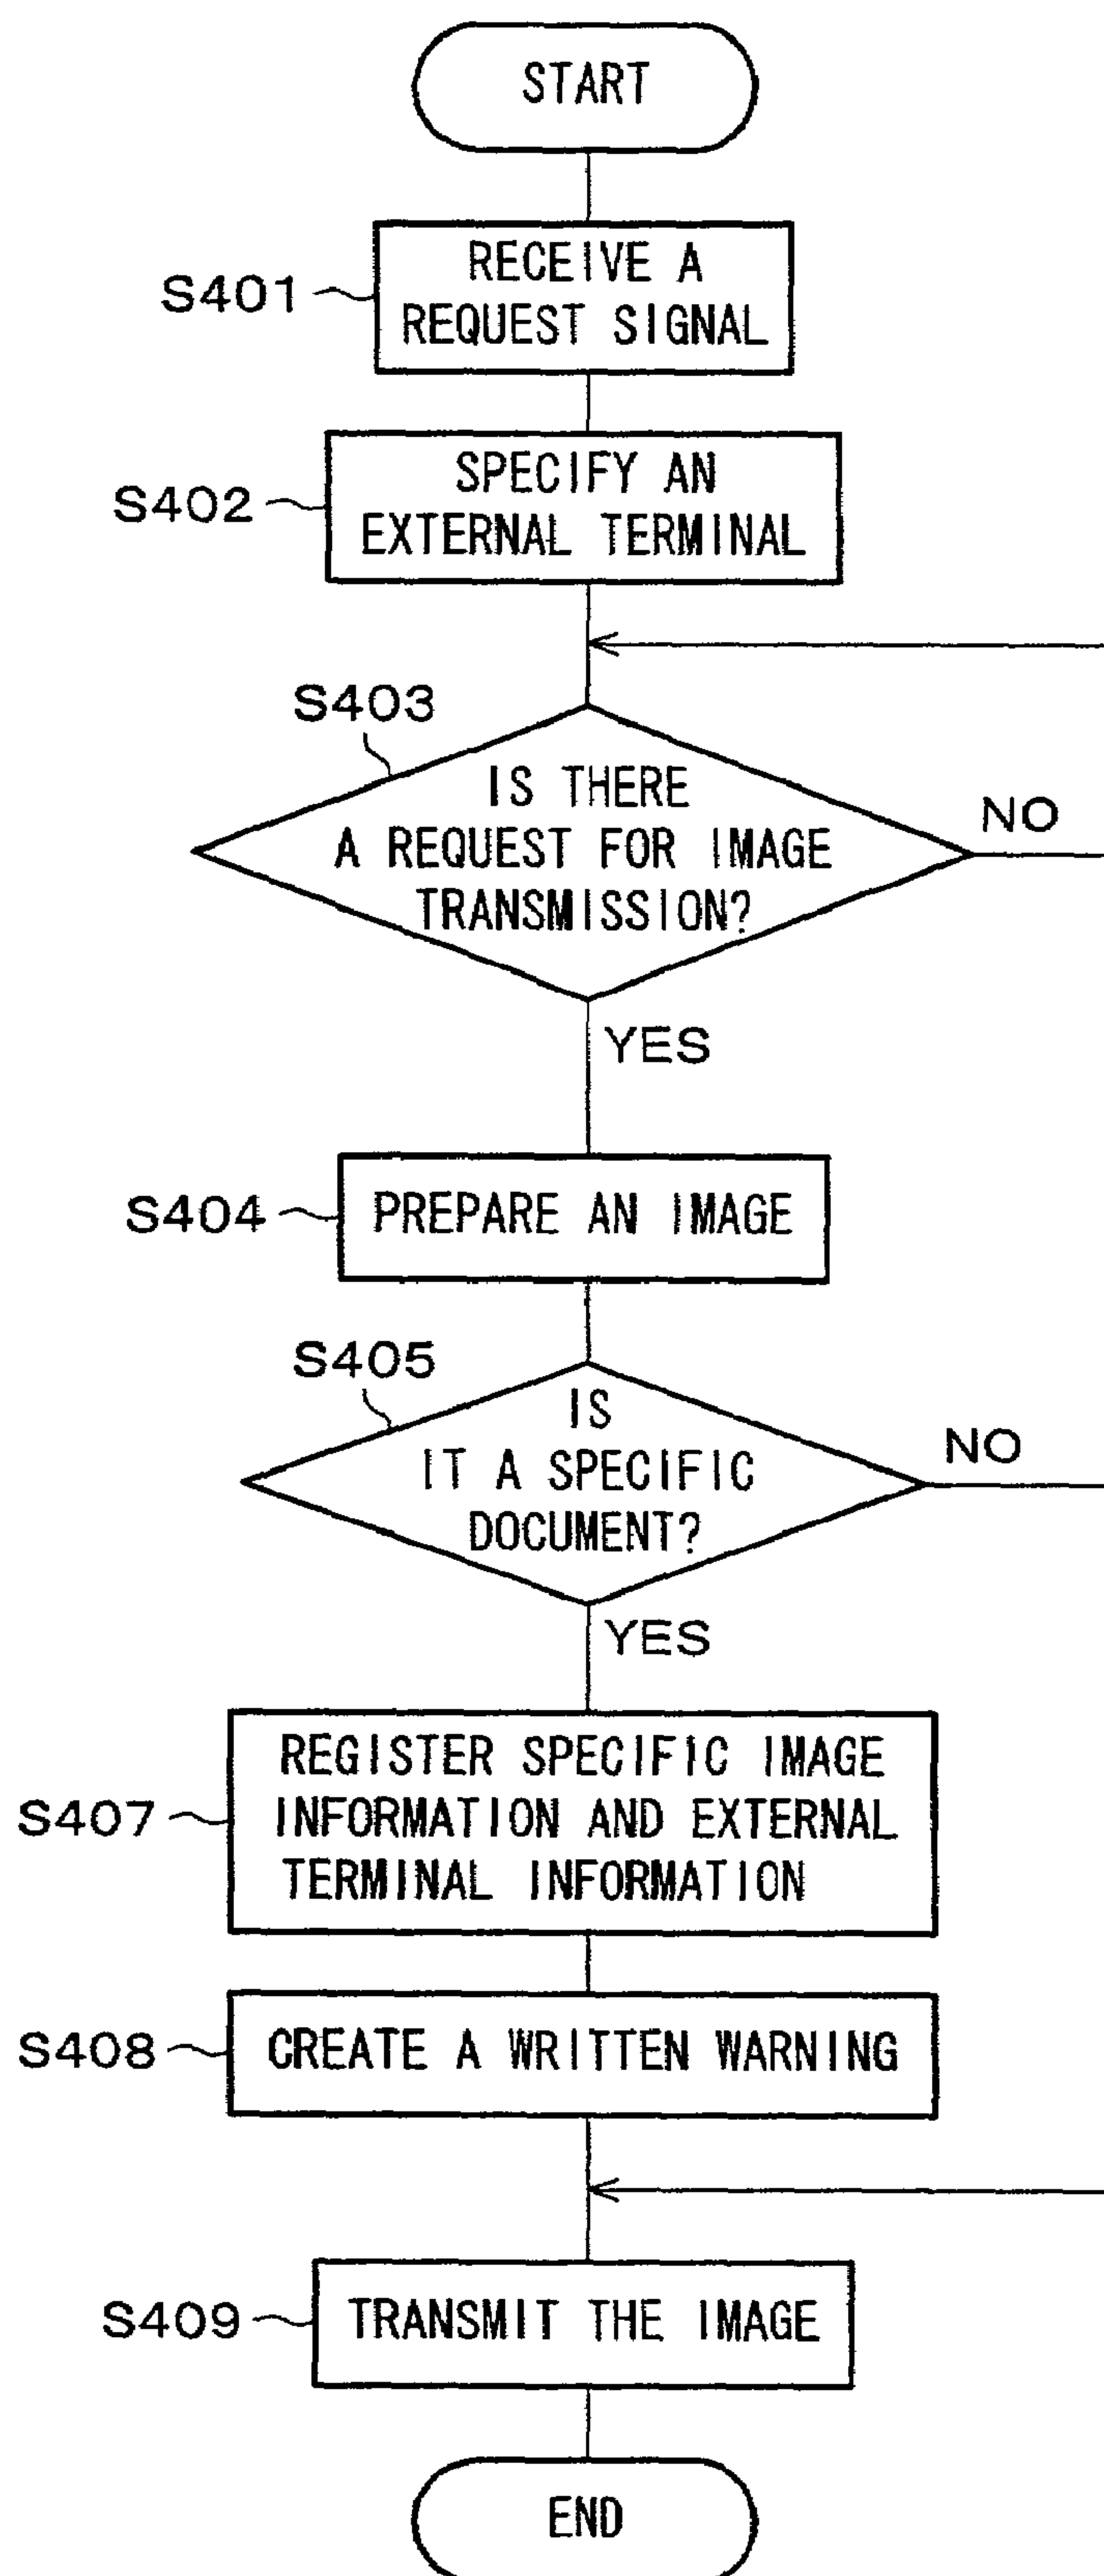 START
S401
RECEIVE A
REQUEST SIGNAL
S402
SPECIFY AN
EXTERNAL TERMINAL
S403
IS THERE
A REQUEST FOR IMAGE
TRANSMISSION?
NO
YES
S404
PREPARE AN IMAGE
S405
IS
IT A SPECIFIC
DOCUMENT?
NO
YES
S407
REGISTER SPECIFIC IMAGE
INFORMATION AND EXTERNAL
TERMINAL INFORMATION
S408
CREATE A WRITTEN WARNING
S409
TRANSMIT THE IMAGE
END